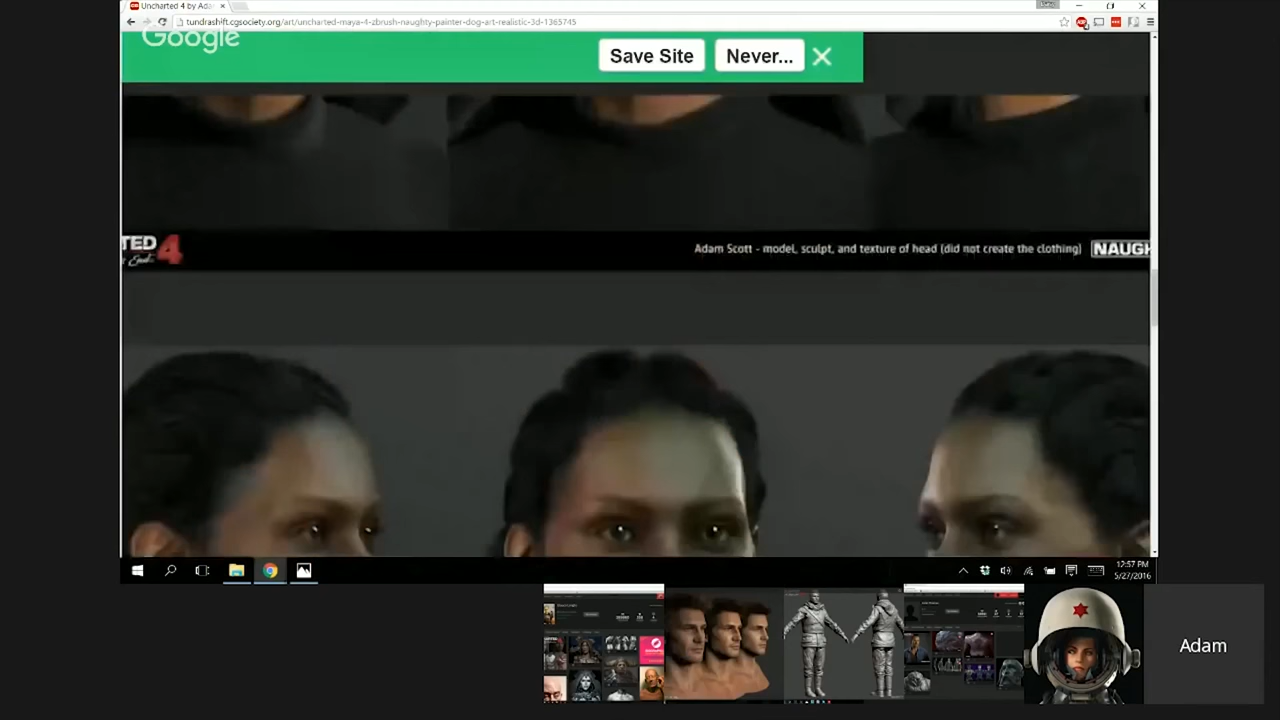 Uncharted 4 by Ada
tundrashift.cgsociety.org/art/uncharted-maya-4-zbrush-naughty-painter-dog-art-realistic-3d-1365745
Google
Save Site
Never...
TED 4
Adam Scott - model, sculpt, and texture of head (did not create the clothing)
NAUGH
12:57 PM
5/27/2016
Adam